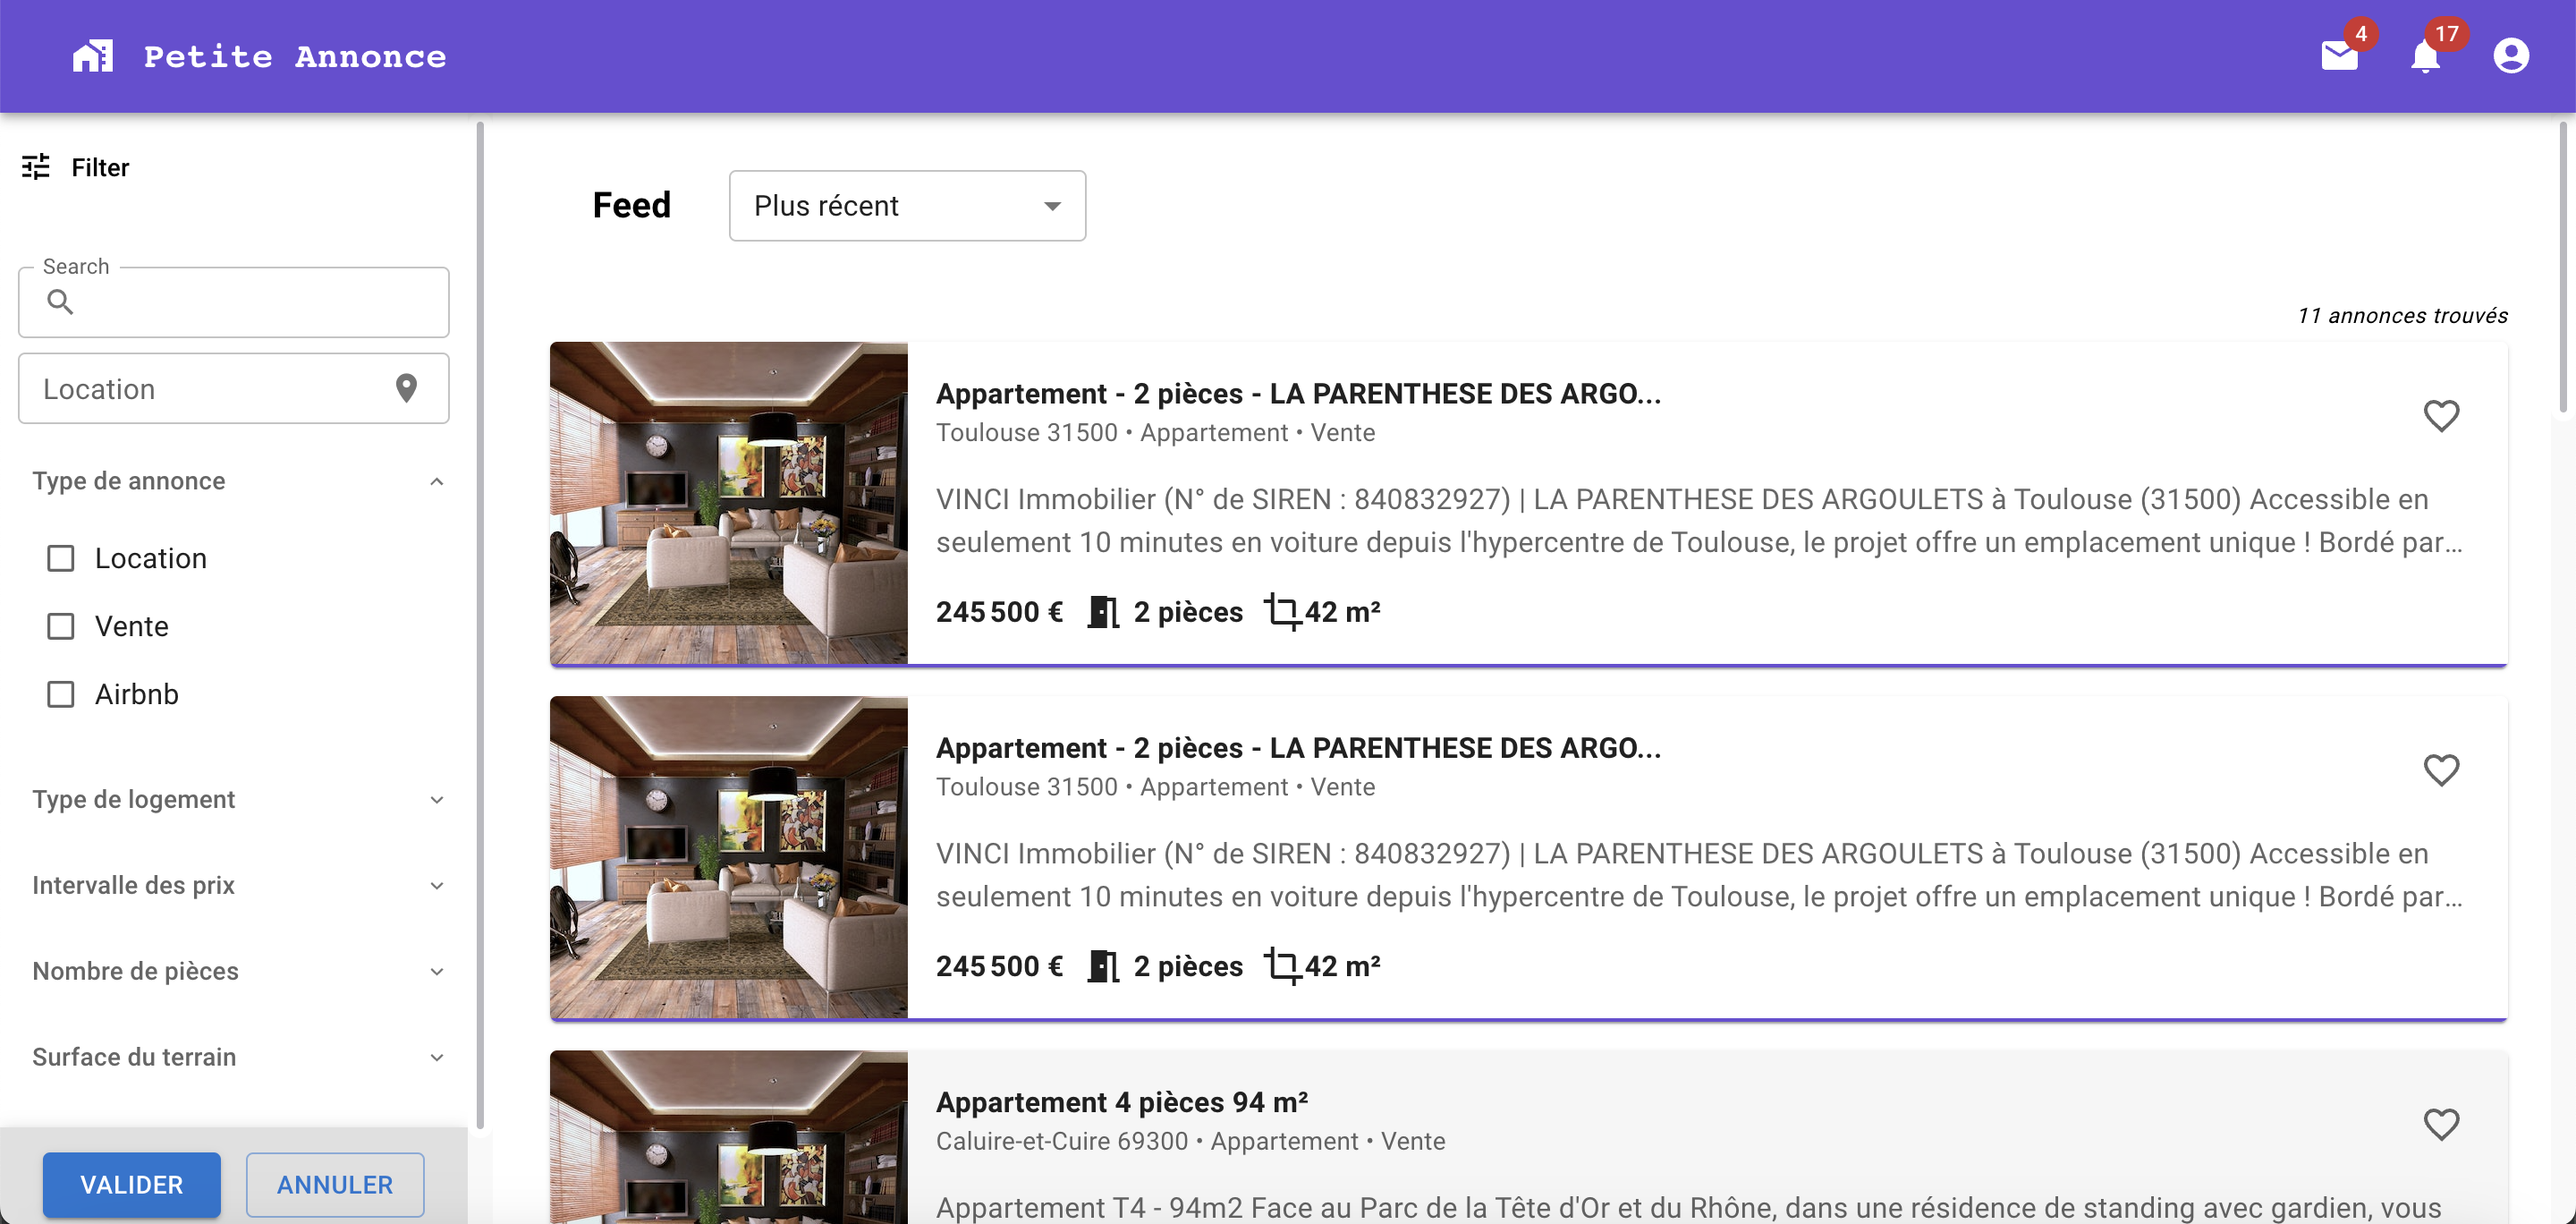 Petite Annonce
4
17
Filter
Search
Location
Type de annonce
Location
Vente
Airbnb
Type de logement
Intervalle des prix
Nombre de pièces
Surface du terrain
VALIDER
ANNULER
Feed
Plus récent
11 annonces trouvés
Appartement - 2 pièces - LA PARENTHESE DES ARGO...
Toulouse 31500 • Appartement • Vente
VINCI Immobilier (N° de SIREN : 840832927) | LA PARENTHESE DES ARGOULETS à Toulouse (31500) Accessible en
seulement 10 minutes en voiture depuis l'hypercentre de Toulouse, le projet offre un emplacement unique ! Bordé par...
245 500 € 2 pièces 42 m²
Appartement - 2 pièces - LA PARENTHESE DES ARGO...
Toulouse 31500 • Appartement • Vente
VINCI Immobilier (N° de SIREN : 840832927) | LA PARENTHESE DES ARGOULETS à Toulouse (31500) Accessible en
seulement 10 minutes en voiture depuis l'hypercentre de Toulouse, le projet offre un emplacement unique ! Bordé par...
245 500 € 2 pièces 42 m²
Appartement 4 pièces 94 m²
Caluire-et-Cuire 69300 • Appartement • Vente
Appartement T4 - 94m2 Face au Parc de la Tête d'Or et du Rhône, dans une résidence de standing avec gardien, vous